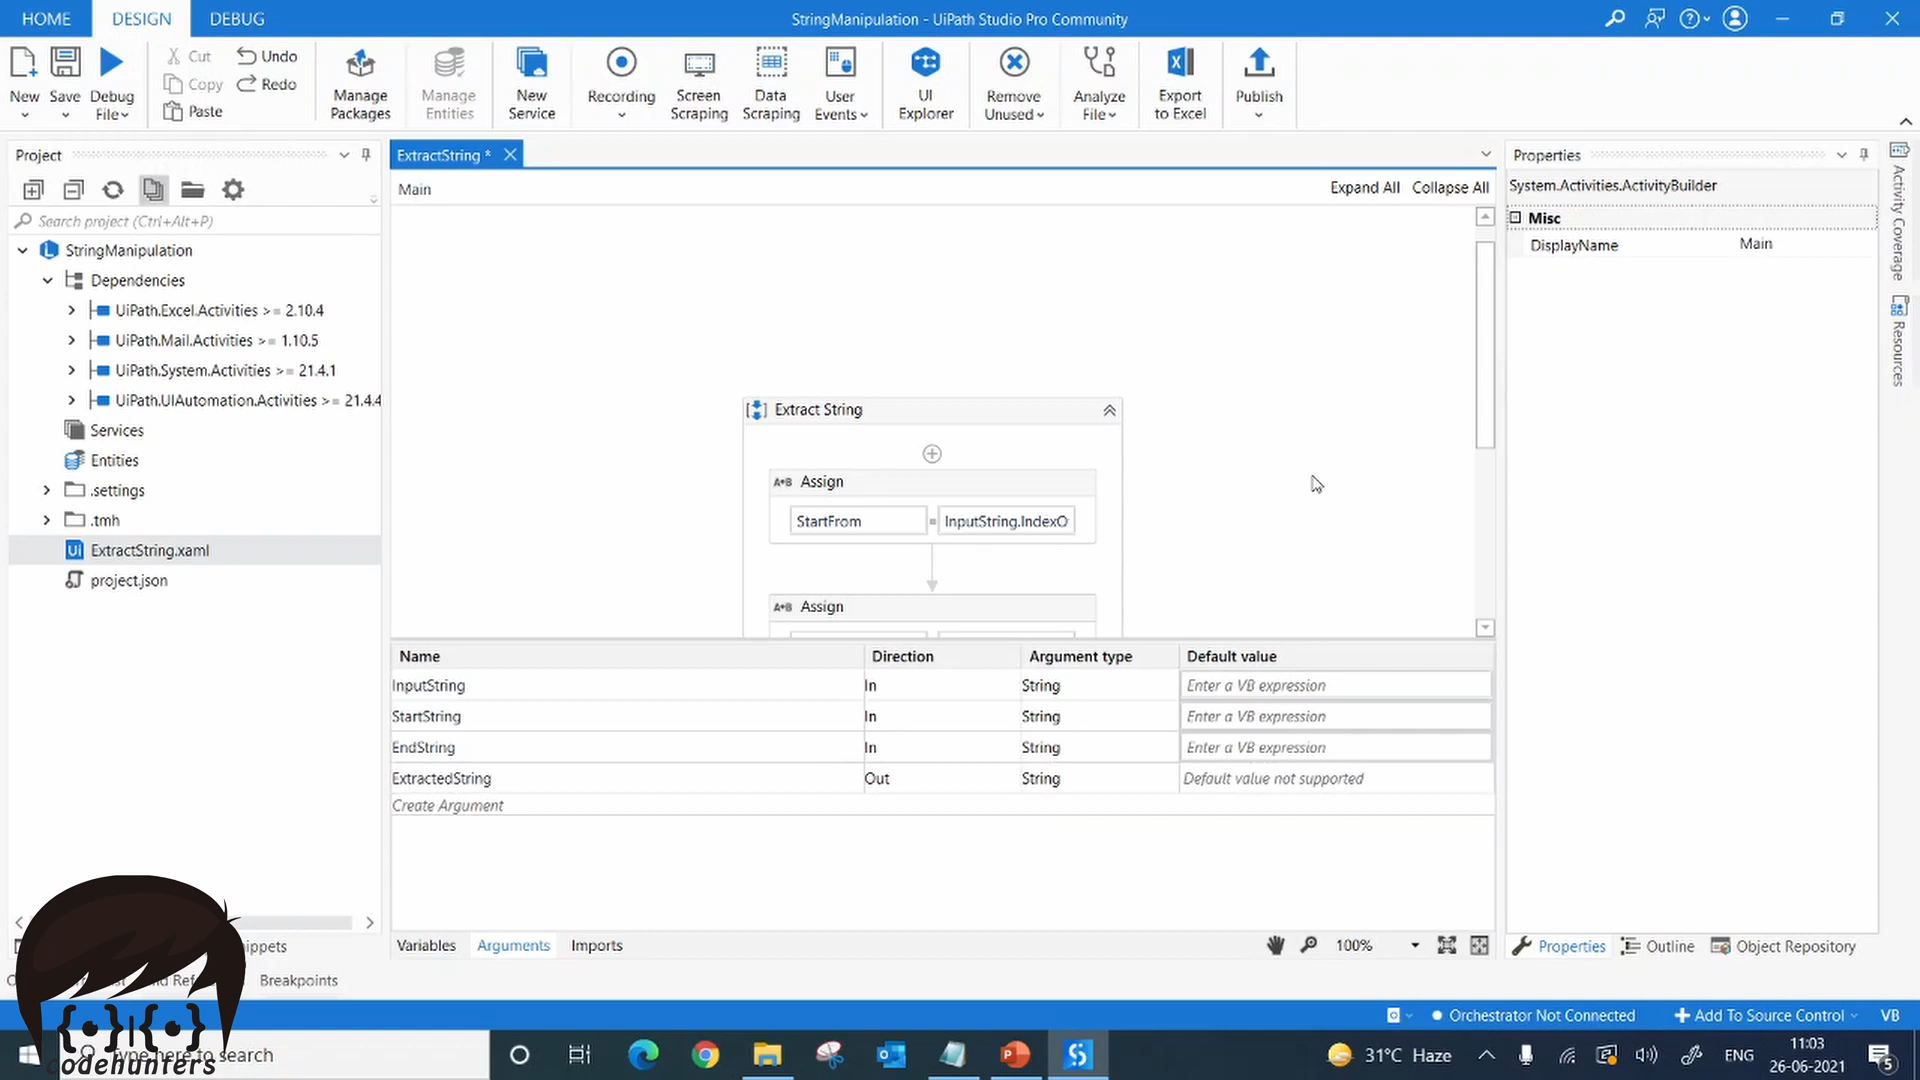 HOME DESIGN DEBUG
StringManipulation - UiPath Studio Pro Community
New
Save
Debug File
Cut
Copy
Paste
Undo
Redo
Manage Packages
Manage Entities
New Service
Recording
Screen Scraping
Data Scraping
User Events
UI Explorer
Remove Unused
Analyze File
Export to Excel
Publish
Project
Search project (Ctrl+Alt+P)
StringManipulation
Dependencies
UiPath.Excel.Activities >= 2.10.4
UiPath.Mail.Activities >= 1.10.5
UiPath.System.Activities >= 21.4.1
UiPath.UIAutomation.Activities >= 21.4.4
Services
Entities
.settings
.tmh
ExtractString.xaml
project.json
ippets
Breakpoints
ExtractString *
Main
Expand All Collapse All
Extract String
A+B Assign
StartFrom = InputString.IndexO
A+B Assign
Name Direction Argument type Default value
InputString In String Enter a VB expression
StartString In String Enter a VB expression
EndString In String Enter a VB expression
ExtractedString Out String Default value not supported
Create Argument
Variables Arguments Imports
100%
Properties
System.Activities.ActivityBuilder
Misc
DisplayName Main
Activity Coverage
Resources
Properties Outline Object Repository
Orchestrator Not Connected
Add To Source Control
VB
Type here to search
codehunters
31°C Haze
ENG
11:03
26-06-2021
5